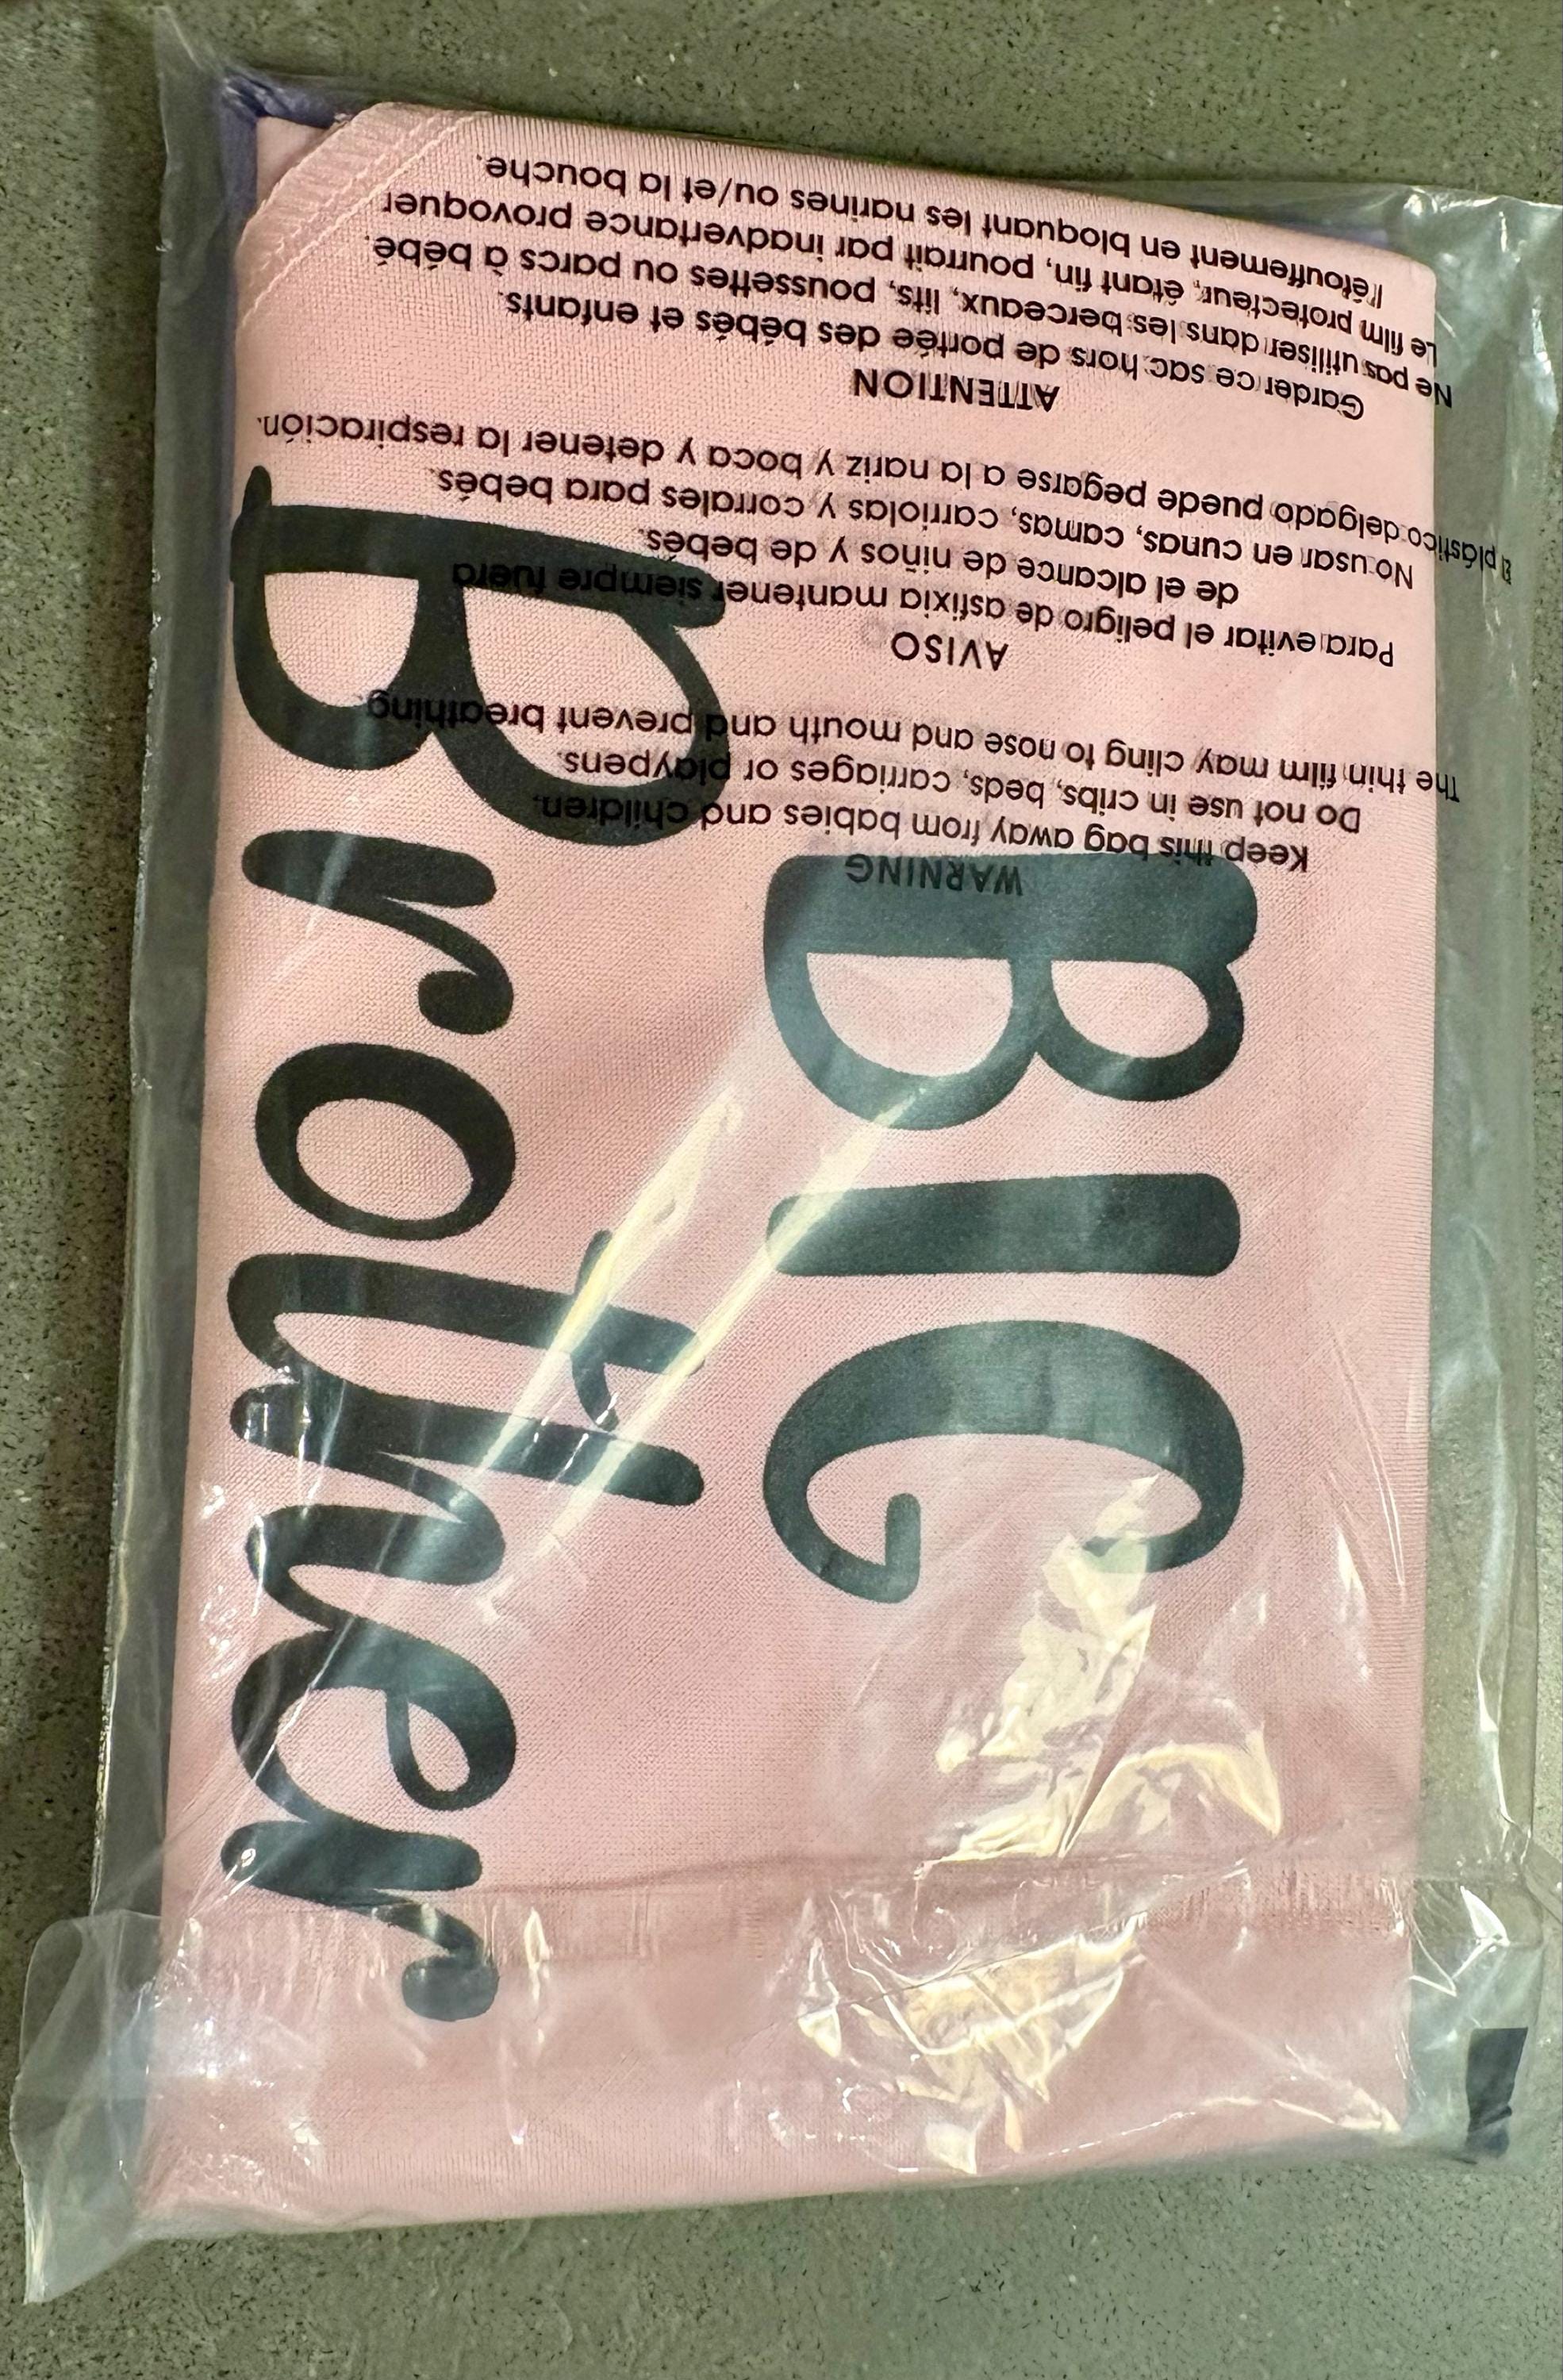 BIG
Brother
WARNING
Keep this bag away from babies and children.
Do not use in cribs, beds, carriages or playpens.
The thin film may cling to nose and mouth and prevent breathing.
AVISO
Para evitar el peligro de asfixia mantener siempre fuera
de el alcance de niños y de bebés.
No usar en cunas, camas, carriolas y corrales para bebés.
El plástico delgado puede pegarse a la nariz y boca y detener la respiración.
ATTENTION
Garder ce sac hors de portée des bébés et enfants.
Ne pas utiliser dans les berceaux, lits, poussettes ou parcs à bébé.
Le film protecteur, étant fin, pourrait par inadvertance provoquer
l'étouffement en bloquant les narines ou/et la bouche.